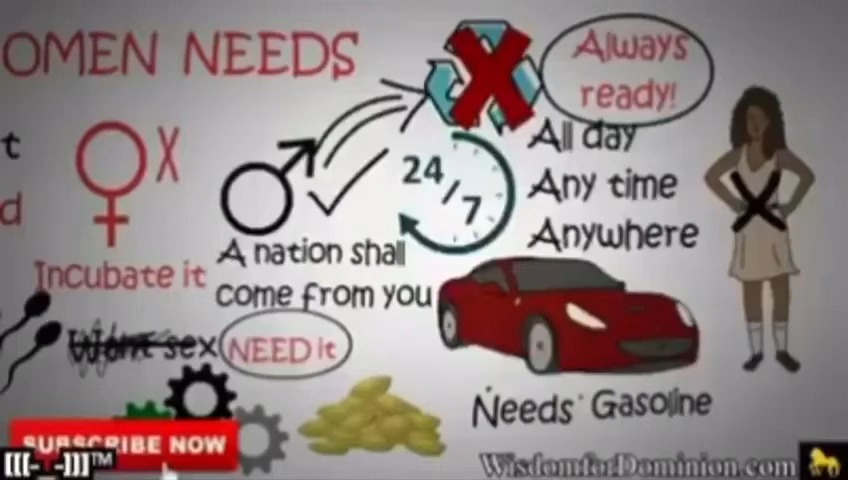 OMEN NEEDS
Always
ready!
t
X
24/7
All day
Any time
Anywhere
d
Incubate it
A nation shall
come from you
Want sex NEED it
Needs Gasoline
SUBSCRIBE NOW
[[[-_-]]]™
WisdomforDominion.com